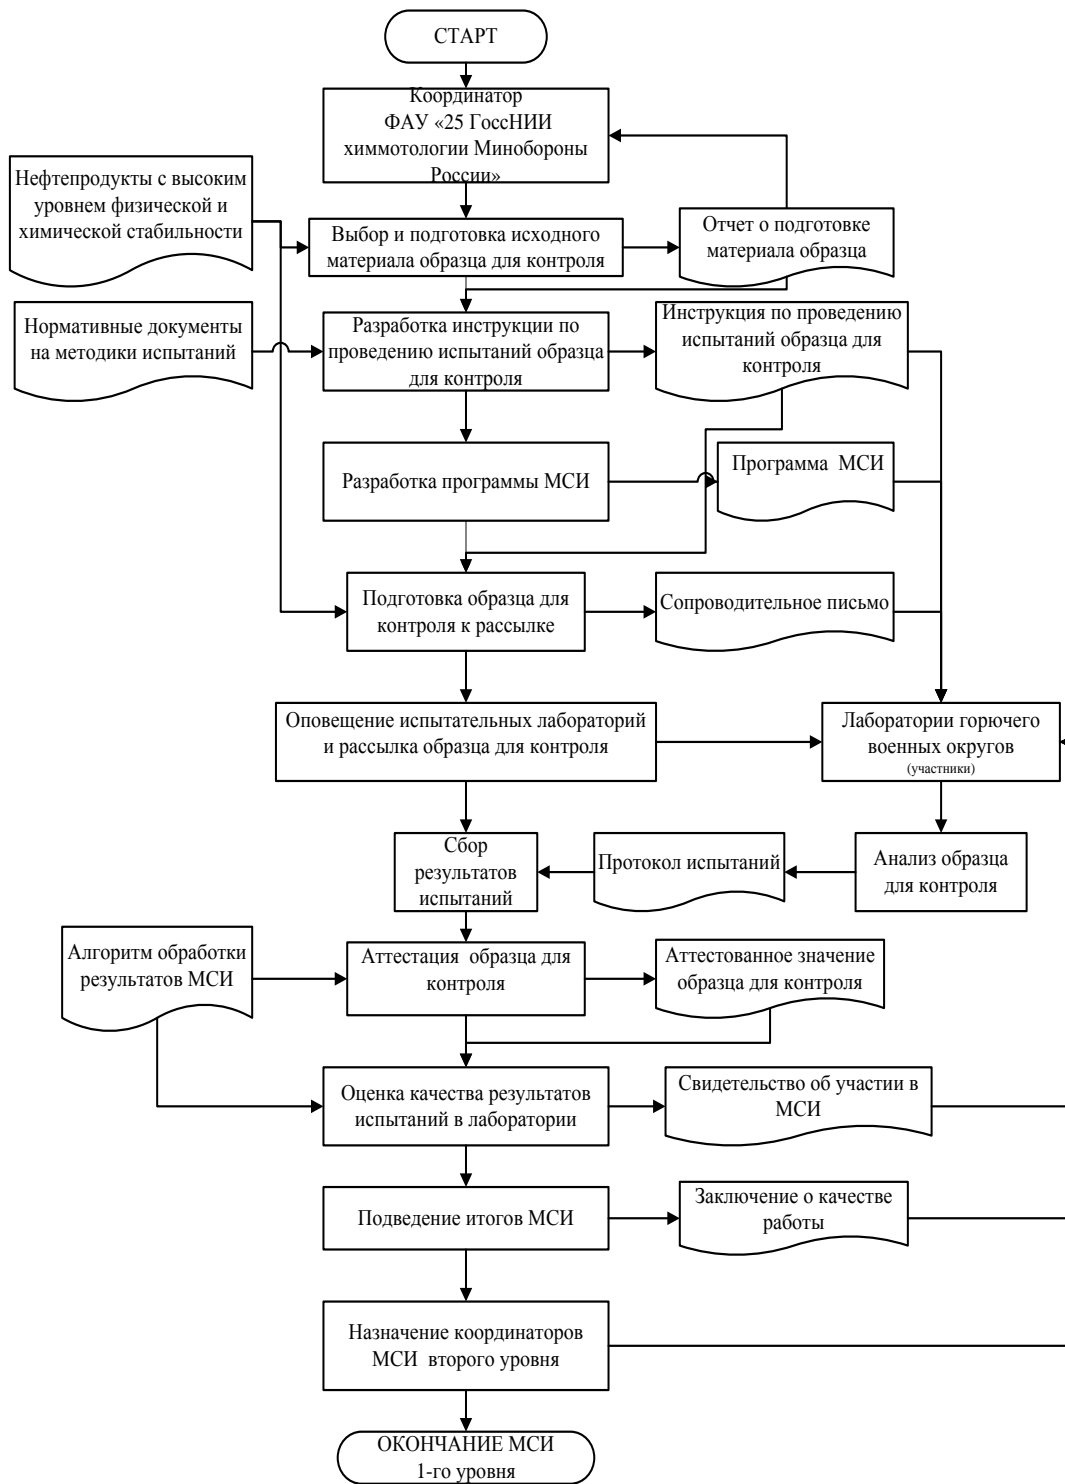 СТАРТ
Координатор
ФАУ «25 ГоссНИИ
химмотологии Минобороны
России»
Нефтепродукты с высоким
уровнем физической и
химической стабильности
Выбор и подготовка исходного
материала образца для контроля
Отчет о подготовке
материала образца
Нормативные документы
на методики испытаний
Разработка инструкции по
проведению испытаний образца
для контроля
Инструкция по проведению
испытаний образца для
контроля
Разработка программы МСИ
Программа МСИ
Подготовка образца для
контроля к рассылке
Сопроводительное письмо
Оповещение испытательных лабораторий
и рассылка образца для контроля
Лаборатории горючего
военных округов
(участники)
Сбор
результатов
испытаний
Протокол испытаний
Анализ образца
для контроля
Алгоритм обработки
результатов МСИ
Аттестация образца для
контроля
Аттестованное значение
образца для контроля
Оценка качества результатов
испытаний в лаборатории
Свидетельство об участии в
МСИ
Подведение итогов МСИ
Заключение о качестве
работы
Назначение координаторов
МСИ второго уровня
ОКОНЧАНИЕ МСИ
1-го уровня